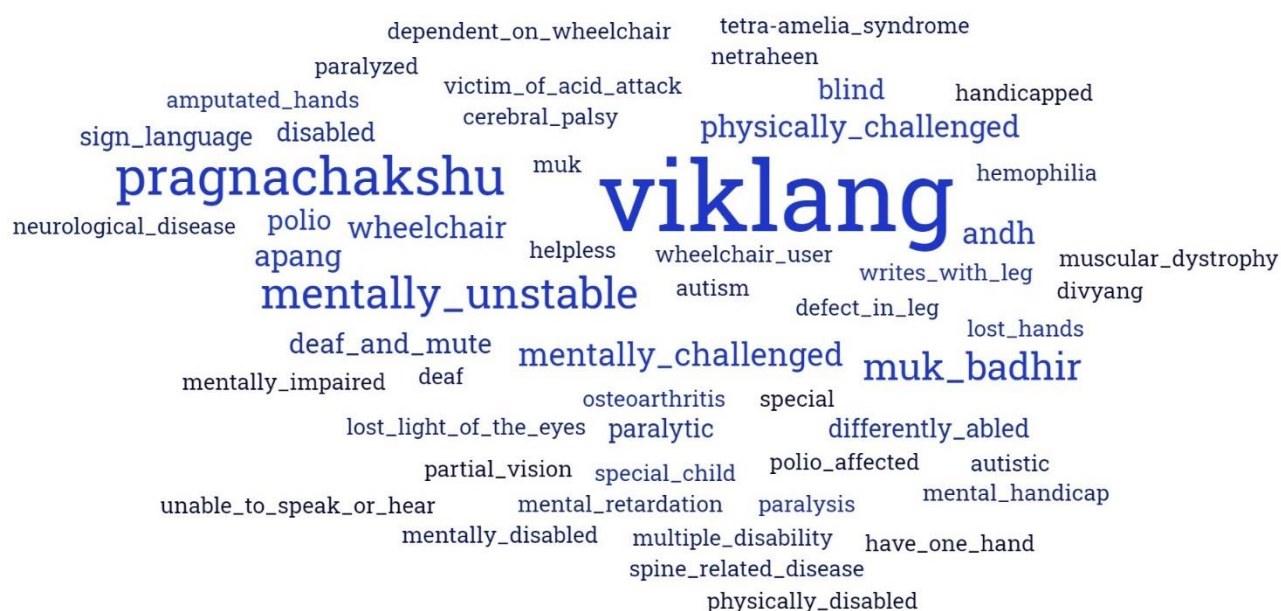 dependent_on_wheelchair tetra-amelia_syndrome
paralyzed netraheen
amputated_hands victim_of_acid_attack blind handicapped
sign_language disabled cerebral_palsy physically_challenged
pragnachakshu muk viklang hemophilia
neurological_disease polio wheelchair andh
apang helpless wheelchair_user writes_with_leg muscular_dystrophy
mentally_unstable autism defect_in_leg divyang
deaf_and_mute mentally_challenged muk_badhir lost_hands
mentally_impaired deaf
osteoarthritis special
lost_light_of_the_eyes paralytic differently_abled
partial_vision special_child polio_affected autistic
unable_to_speak_or_hear mental_retardation paralysis mental_handicap
mentally_disabled multiple_disability have_one_hand
spine_related_disease
physically_disabled